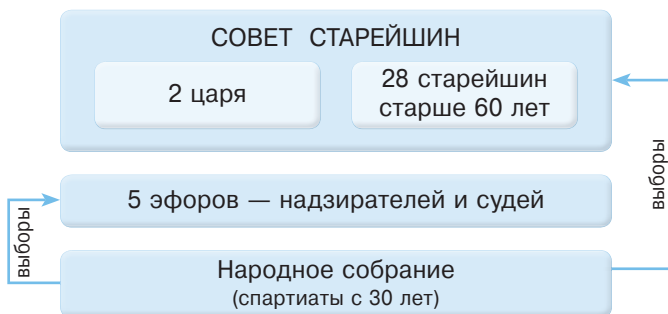 СОВЕТ СТАРЕЙШИН
2 царя
28 старейшин
старше 60 лет
выборы
5 эфоров — надзирателей и судей
выборы
Народное собрание
(спартиаты с 30 лет)